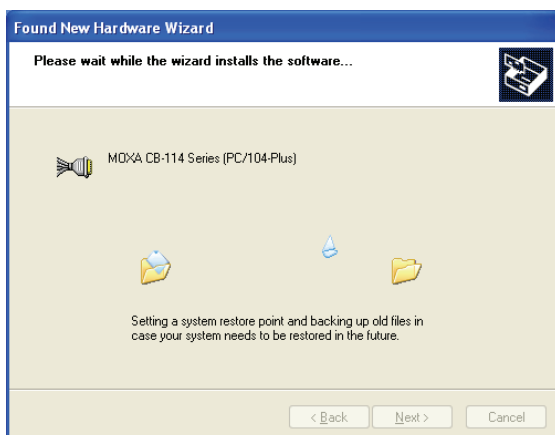 Found New Hardware Wizard
Please wait while the wizard installs the software...
MOXA CB-114 Series (PC/104-Plus)
Setting a system restore point and backing up old files in
case your system needs to be restored in the future.
< Back Next > Cancel